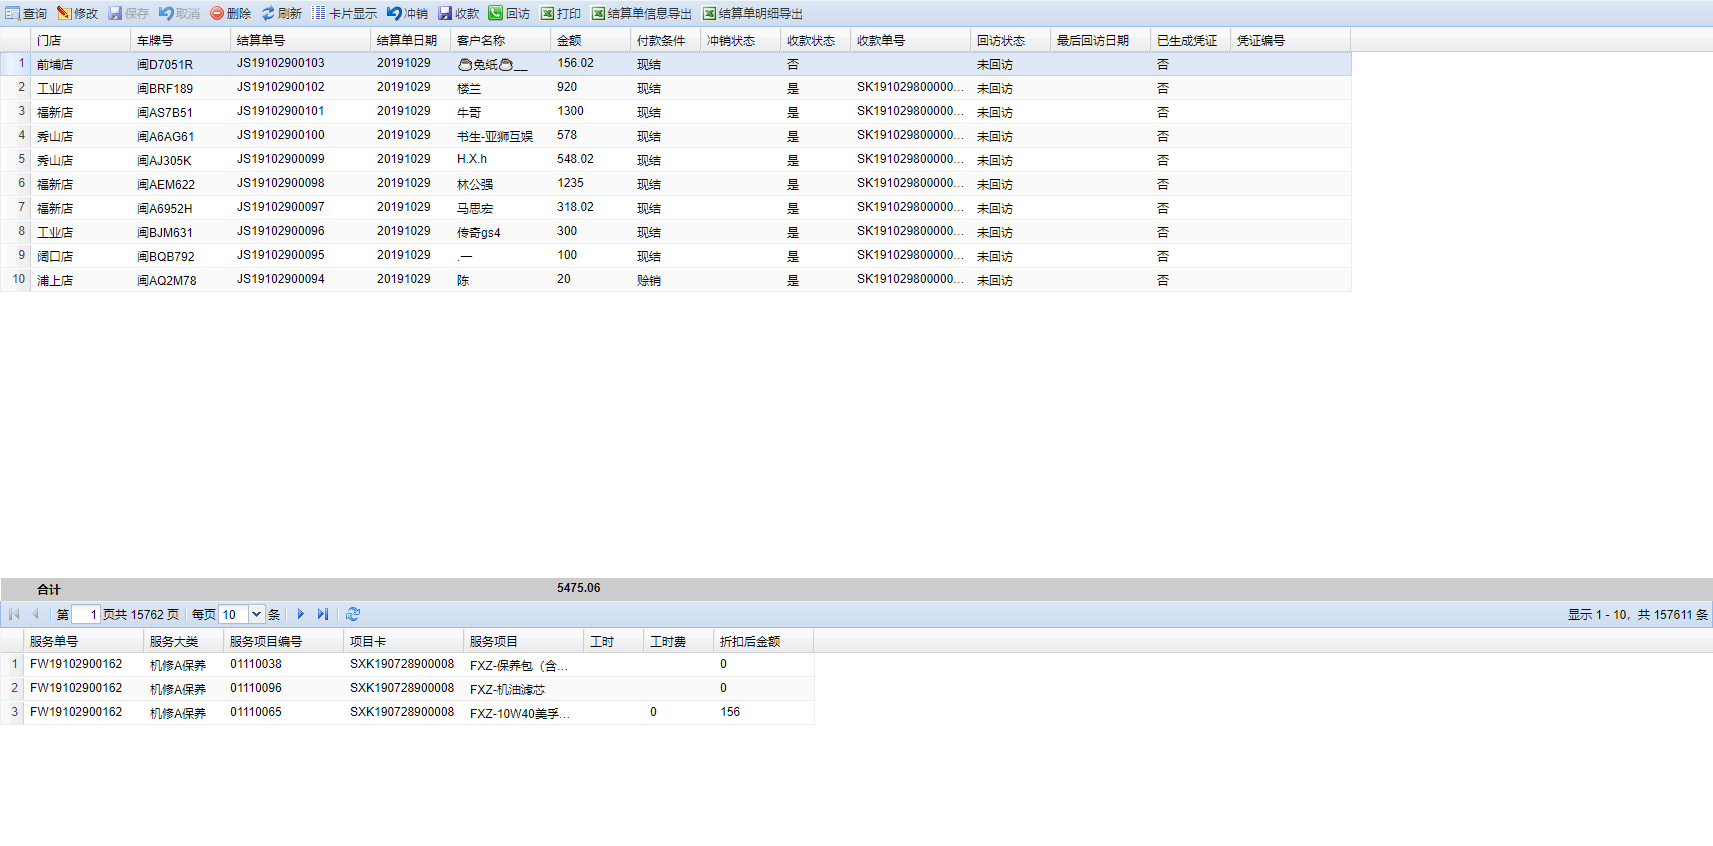 查询 修改 保存 取消 删除 刷新 卡片显示 冲销 收款 回访 打印 结算单信息导出 结算单明细导出
门店 车牌号 结算单号 结算单日期 客户名称 金额 付款条件 冲销状态 收款状态 收款单号 回访状态 最后回访日期 已生成凭证 凭证编号
1 前埔店 闽D7051R JS19102900103 20191029 兔纸__ 156.02 现结 否 未回访 否
2 工业店 闽BRF189 JS19102900102 20191029 楼兰 920 现结 是 SK191029800000... 未回访 否
3 福新店 闽AS7B51 JS19102900101 20191029 牛哥 1300 现结 是 SK191029800000... 未回访 否
4 秀山店 闽A6AG61 JS19102900100 20191029 书生-亚狮互娱 578 现结 是 SK191029800000... 未回访 否
5 秀山店 闽AJ305K JS19102900099 20191029 H.X.h 548.02 现结 是 SK191029800000... 未回访 否
6 福新店 闽AEM622 JS19102900098 20191029 林公强 1235 现结 是 SK191029800000... 未回访 否
7 福新店 闽A6952H JS19102900097 20191029 马思宏 318.02 现结 是 SK191029800000... 未回访 否
8 工业店 闽BJM631 JS19102900096 20191029 传奇gs4 300 现结 是 SK191029800000... 未回访 否
9 阔口店 闽BQB792 JS19102900095 20191029 .一 100 现结 是 SK191029800000... 未回访 否
10 浦上店 闽AQ2M78 JS19102900094 20191029 陈 20 赊销 是 SK191029800000... 未回访 否
合计 5475.06
第 1 页共 15762 页 每页 10 条 显示 1 - 10，共 157611 条
服务单号 服务大类 服务项目编号 项目卡 服务项目 工时 工时费 折扣后金额
1 FW19102900162 机修A保养 01110038 SXK190728900008 FXZ-保养包（含... 0
2 FW19102900162 机修A保养 01110096 SXK190728900008 FXZ-机油滤芯 0
3 FW19102900162 机修A保养 01110065 SXK190728900008 FXZ-10W40美孚... 0 156